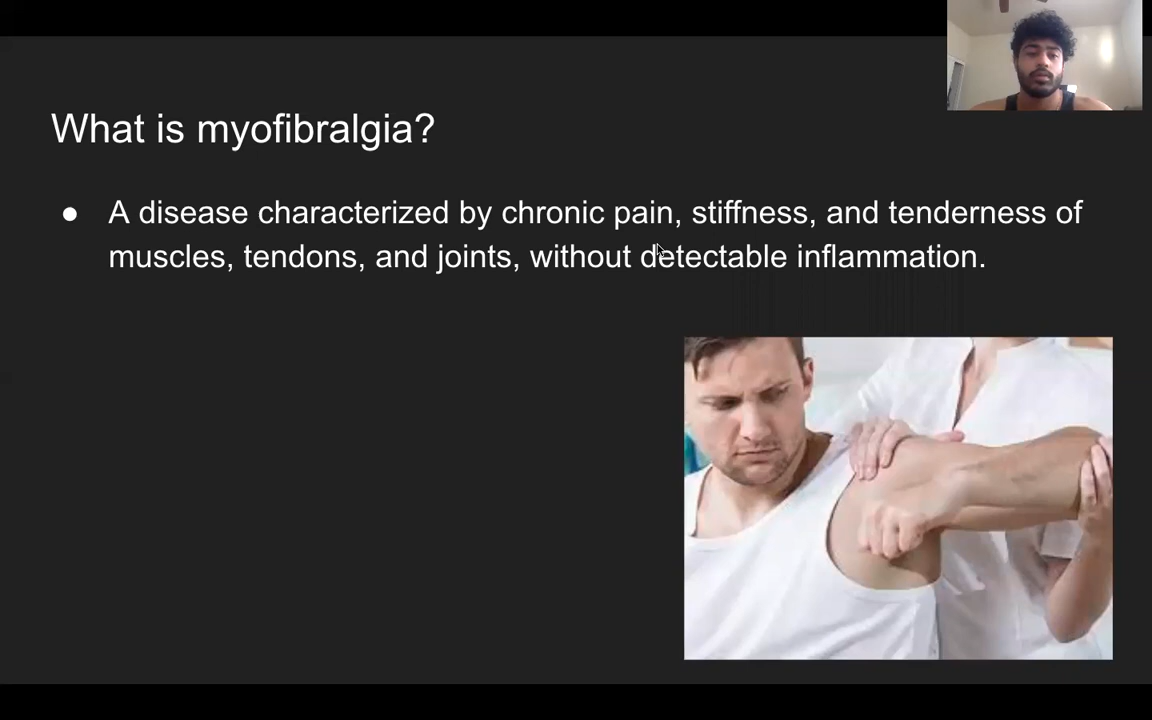 What is myofibralgia?
● A disease characterized by chronic pain, stiffness, and tenderness of
muscles, tendons, and joints, without detectable inflammation.